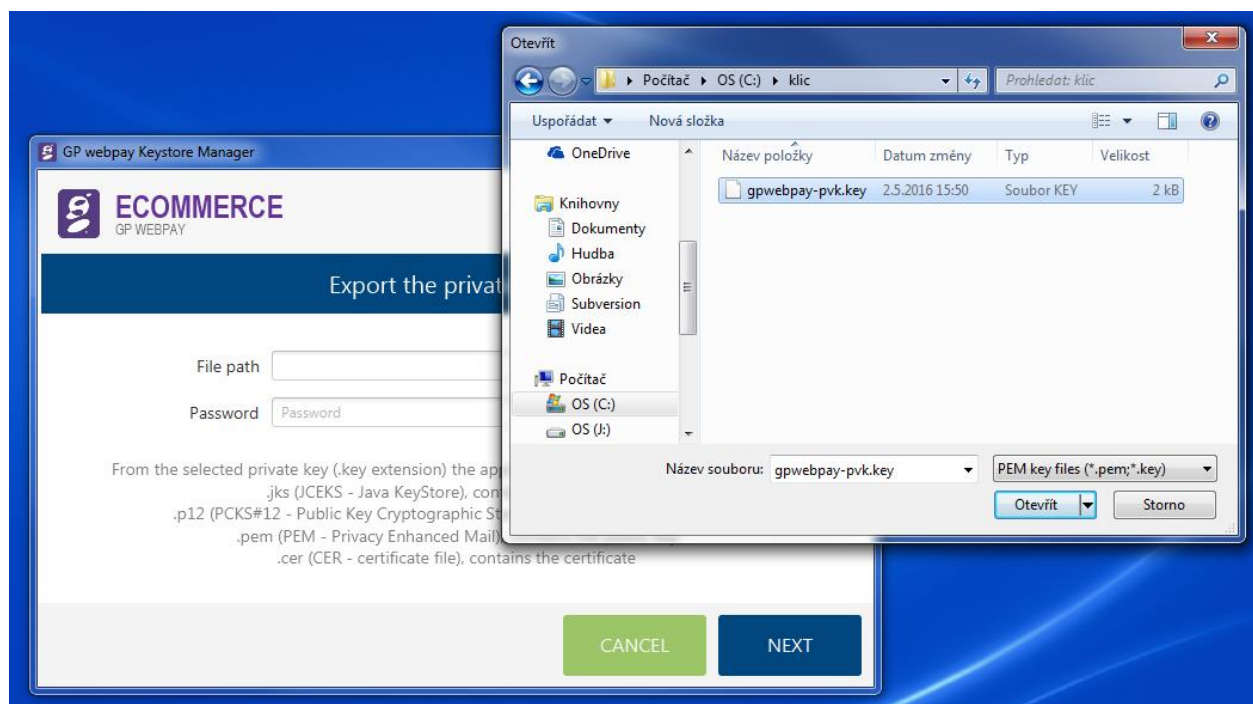 Otevřít
Počítač ▸ OS (C:) ▸ klic
Prohledat: klic
Uspořádat
Nová složka
OneDrive
Knihovny
Dokumenty
Hudba
Obrázky
Subversion
Videa
Počítač
OS (C:)
OS (J:)
Název položky Datum změny Typ Velikost
gpwebpay-pvk.key 2.5.2016 15:50 Soubor KEY 2 kB
Název souboru: gpwebpay-pvk.key
PEM key files (*.pem;*.key)
Otevřít
Storno
GP webpay Keystore Manager
ECOMMERCE
GP WEBPAY
Export the privat
File path
Password Password
From the selected private key (.key extension) the app
.jks (JCEKS - Java KeyStore), con
.p12 (PCKS#12 - Public Key Cryptographic St
.pem (PEM - Privacy Enhanced Mail)
.cer (CER - certificate file), contains the certificate
CANCEL
NEXT